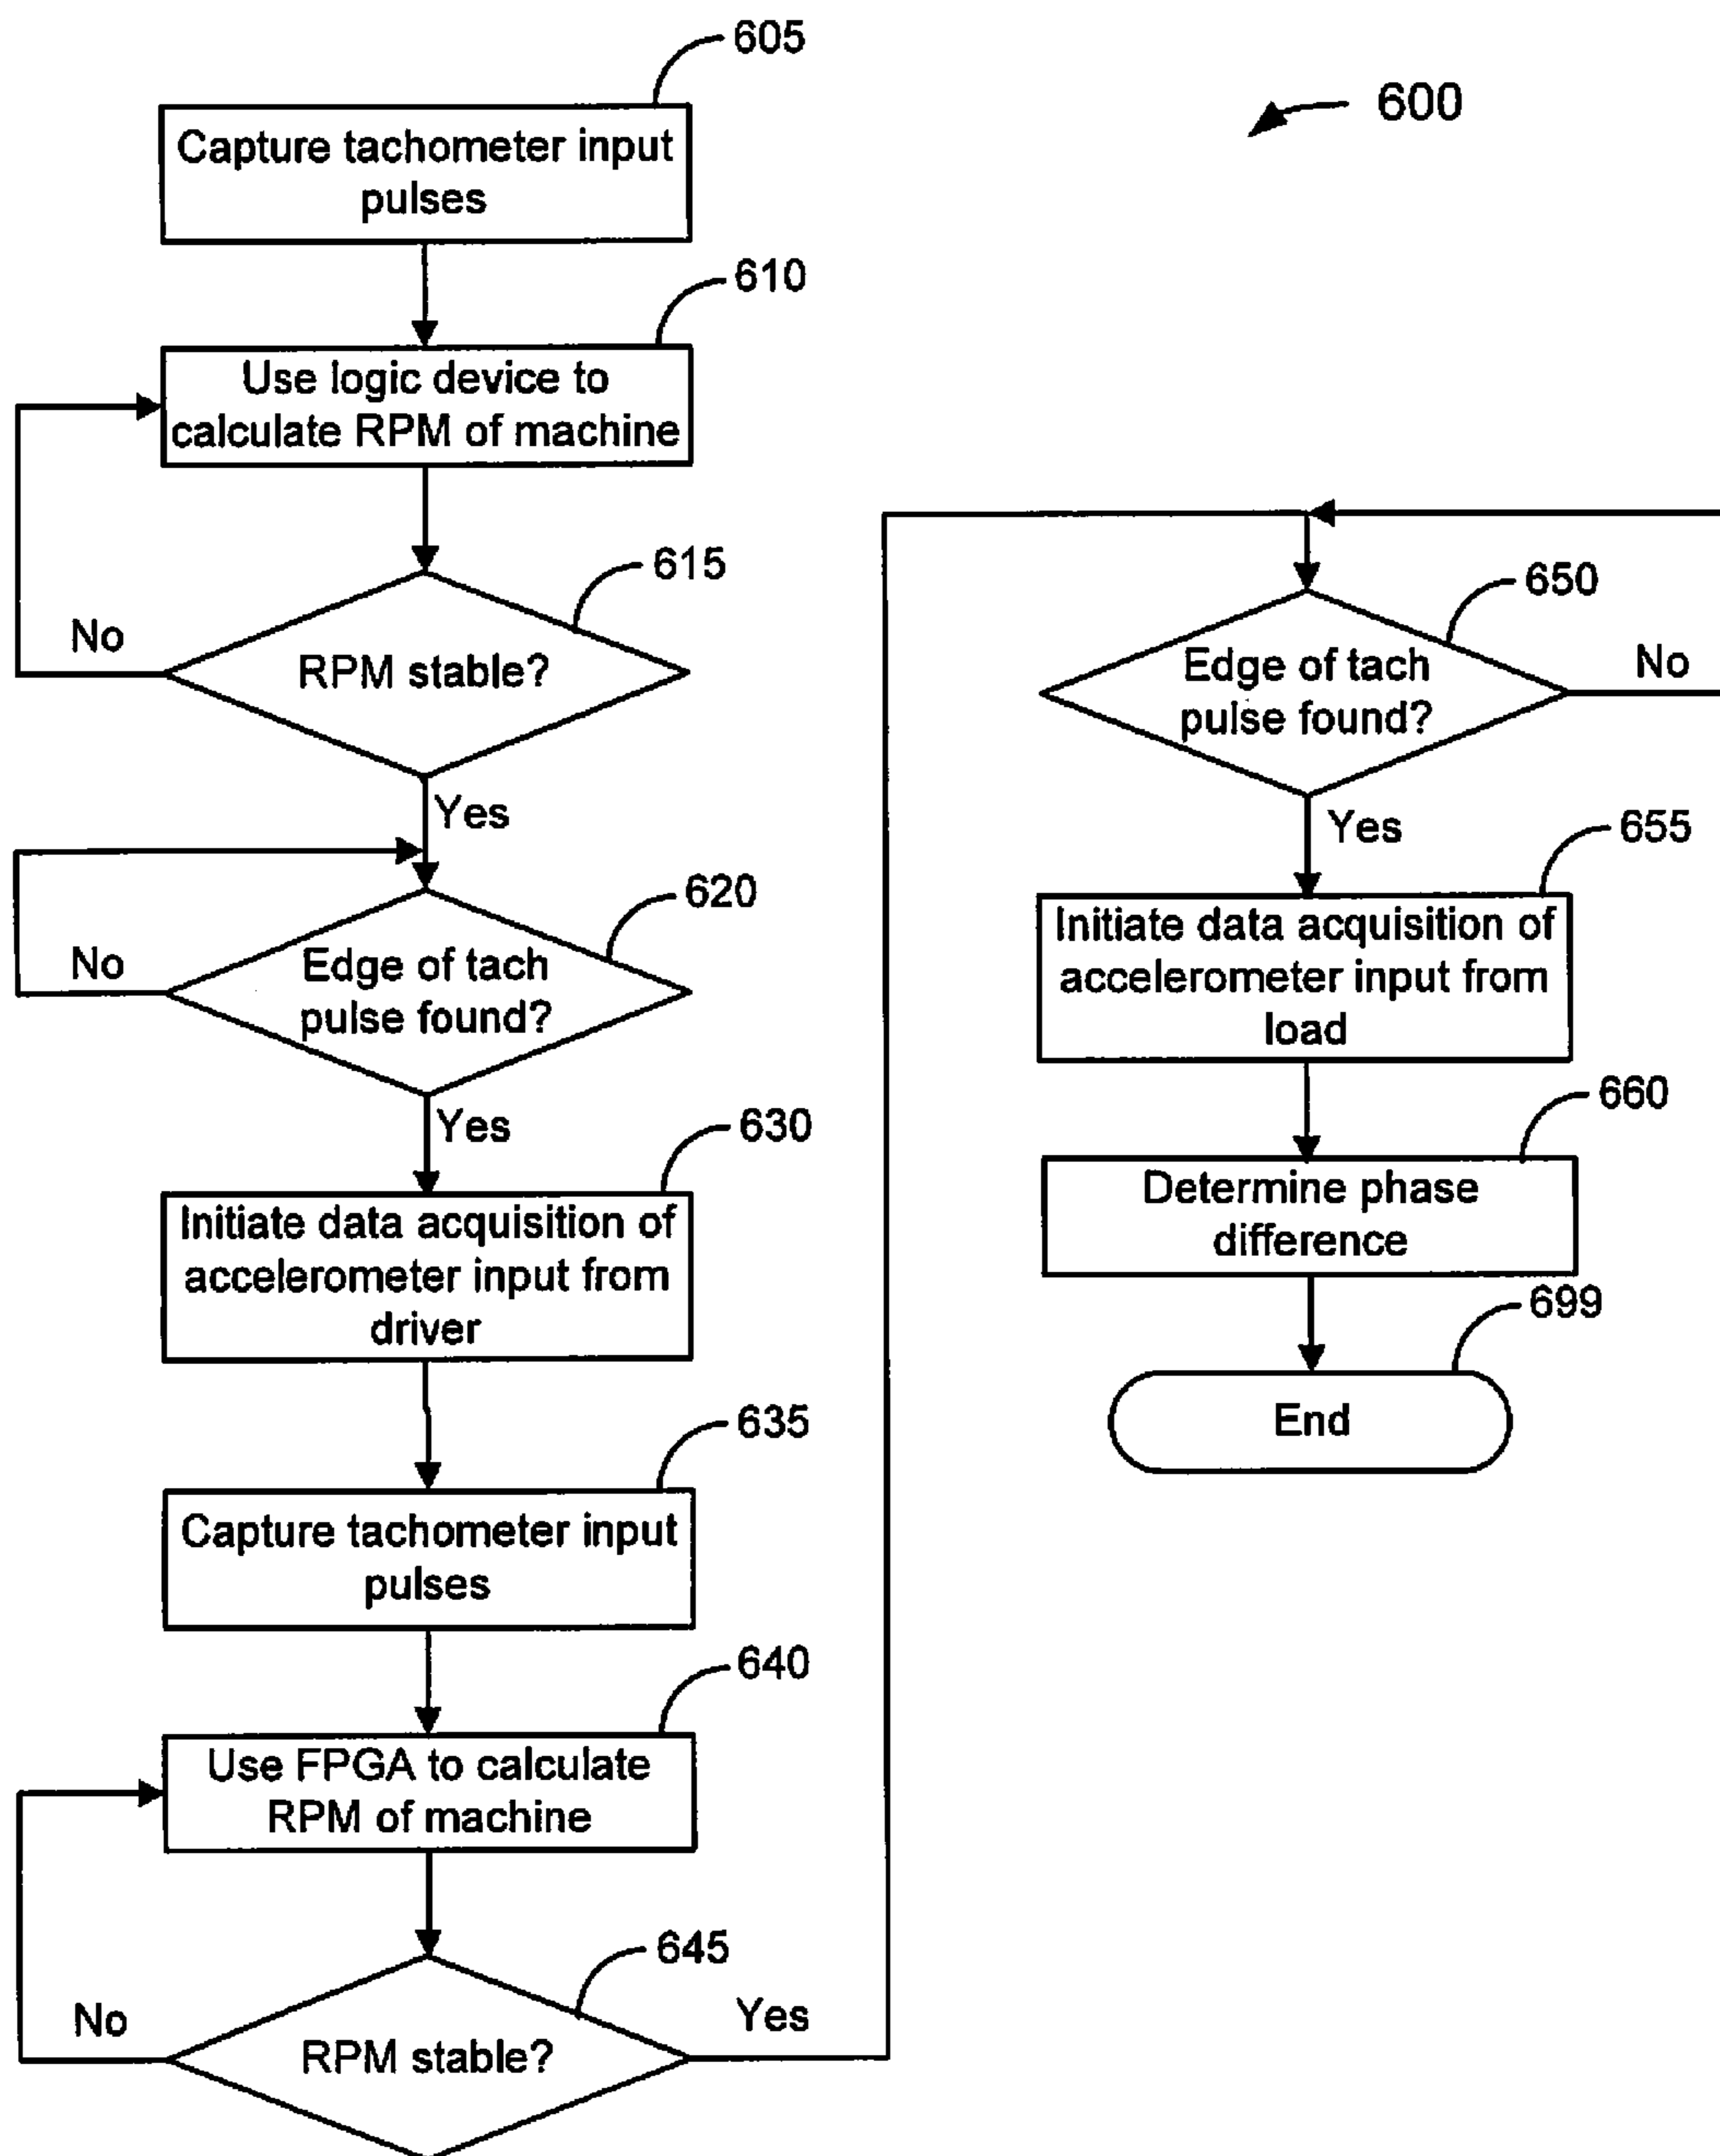 605
600
Capture tachometer input
pulses
610
Use logic device to
calculate RPM of machine
615
No
RPM stable?
Yes
620
No
Edge of tach
pulse found?
Yes
630
Initiate data acquisition of
accelerometer input from
driver
635
Capture tachometer input
pulses
640
Use FPGA to calculate
RPM of machine
645
No
Yes
RPM stable?
650
Edge of tach
pulse found?
No
Yes
655
Initiate data acquisition of
accelerometer input from
load
660
Determine phase
difference
699
End